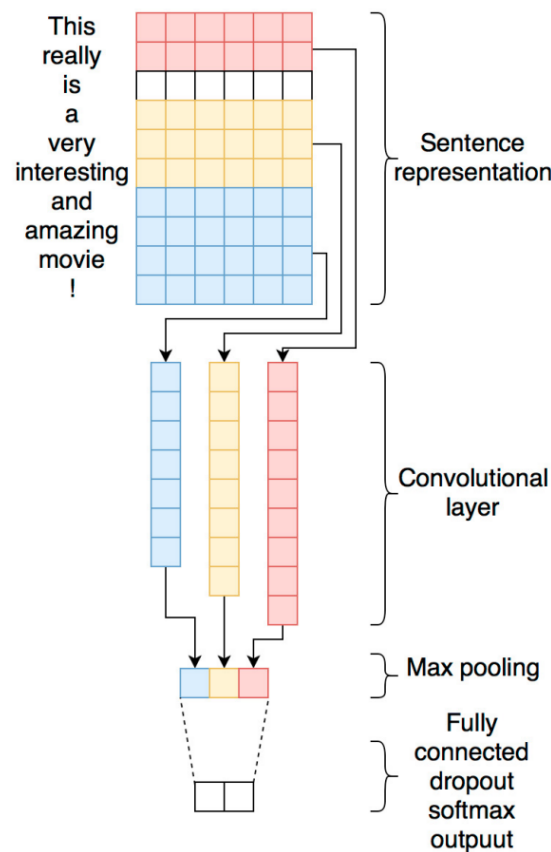 This
really
is
a
very
interesting
and
amazing
movie
!
Sentence
representation
Convolutional
layer
Max pooling
Fully
connected
dropout
softmax
outpuut